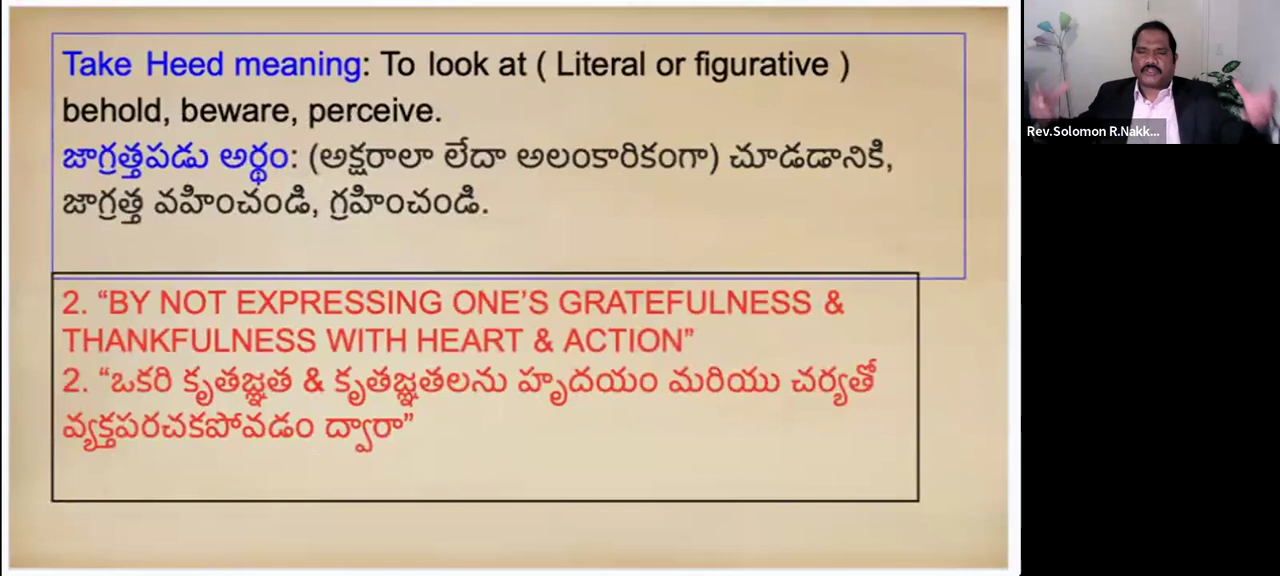 Take Heed meaning: To look at ( Literal or figurative )
behold, beware, perceive.
జాగ్రత్తపడు అర్థం: (అక్షరాలా లేదా అలంకారికంగా) చూడడానికి,
జాగ్రత్త వహించండి, గ్రహించండి.
2. “BY NOT EXPRESSING ONE’S GRATEFULNESS &
THANKFULNESS WITH HEART & ACTION”
2. “ఒకరి కృతజ్ఞత & కృతజ్ఞతలను హృదయం మరియు చర్యతో
వ్యక్తపరచకపోవడం ద్వారా”
Rev.Solomon R.Nakk...